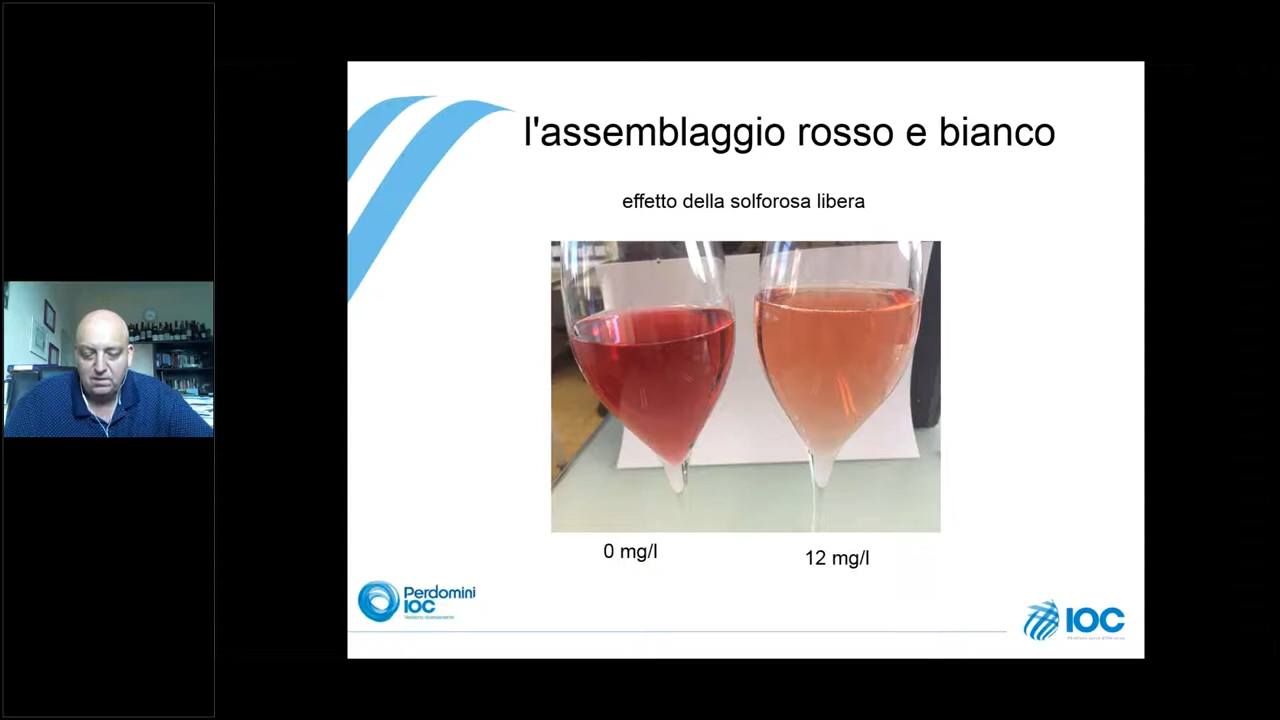 l'assemblaggio rosso e bianco
effetto della solforosa libera
0 mg/l
12 mg/l
Perdomini
IOC
IOC